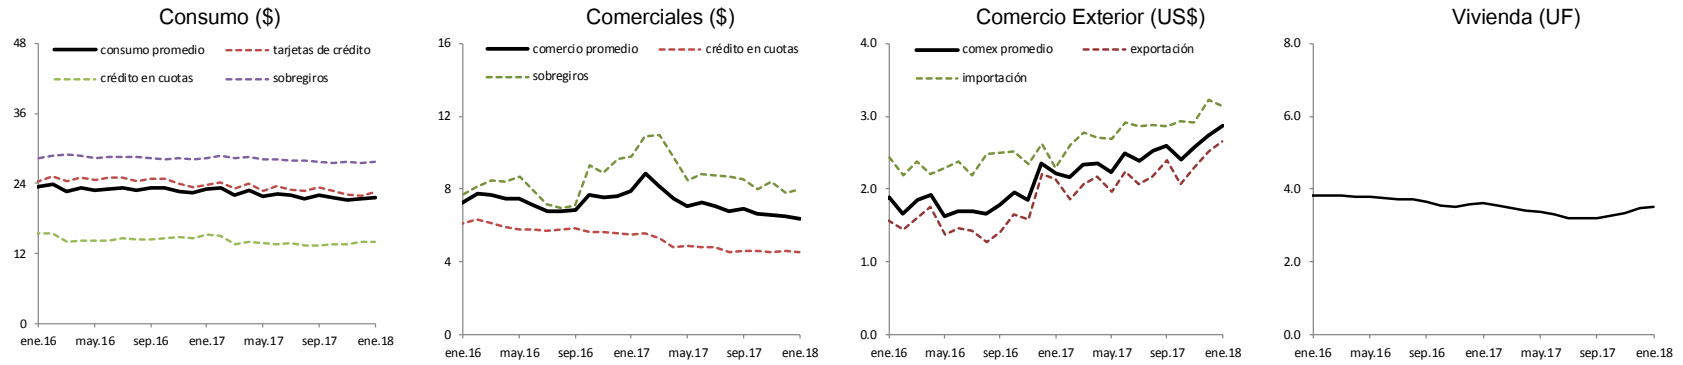 Consumo ($)
48
36
24
12
0
consumo promedio
tarjetas de crédito
crédito en cuotas
sobregiros
ene.16 may.16 sep.16 ene.17 may.17 sep.17 ene.18
Comerciales ($)
16
12
8
4
0
comercio promedio
crédito en cuotas
sobregiros
ene.16 may.16 sep.16 ene.17 may.17 sep.17 ene.18
Comercio Exterior (US$)
4.0
3.0
2.0
1.0
0.0
comex promedio
exportación
importación
ene.16 may.16 sep.16 ene.17 may.17 sep.17 ene.18
Vivienda (UF)
8.0
6.0
4.0
2.0
0.0
ene.16 may.16 sep.16 ene.17 may.17 sep.17 ene.18